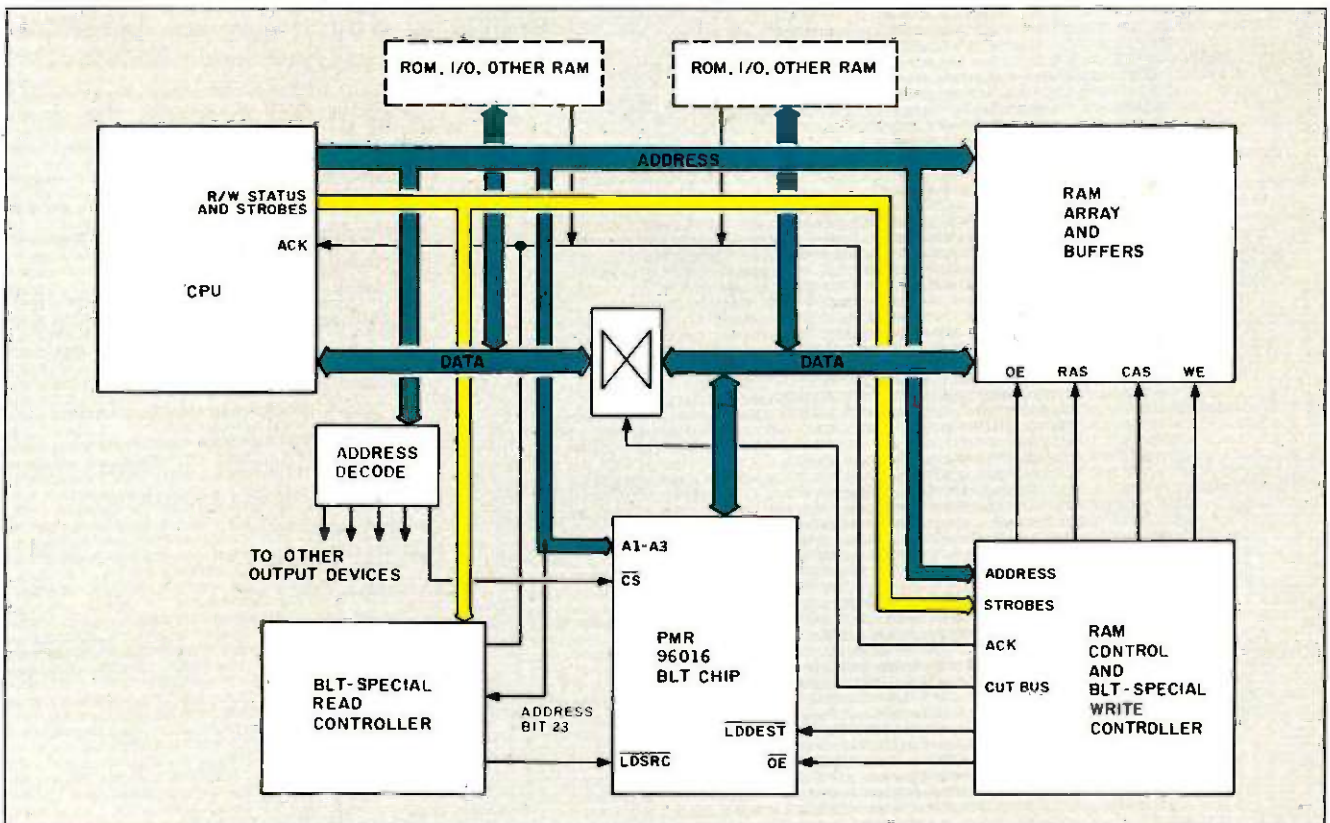 ROM, I/O, OTHER RAM
ROM, I/O, OTHER RAM
ADDRESS
R/W STATUS
AND STROBES
ACK
CPU
RAM
ARRAY
AND
BUFFERS
DATA
DATA
OE RAS CAS WE
ADDRESS
DECODE
TO OTHER
OUTPUT DEVICES
A1-A3
CS
PMR
96016
BLT CHIP
LDDEST
OE
LDSRC
BLT-SPECIAL
READ
CONTROLLER
ADDRESS
BIT 23
ADDRESS
STROBES
ACK
CUT BUS
RAM
CONTROL
AND
BLT-SPECIAL
WRITE
CONTROLLER